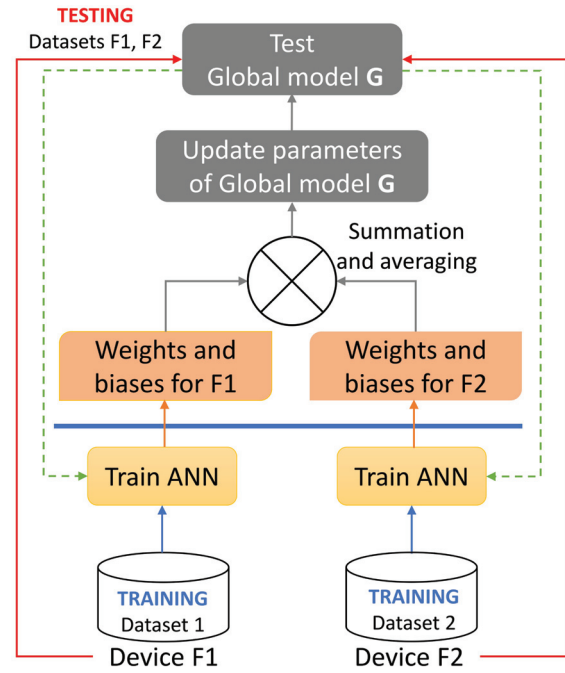 TESTING
Datasets F1, F2
Test
Global model G
Update parameters
of Global model G
Summation
and averaging
Weights and
biases for F1
Weights and
biases for F2
Train ANN
Train ANN
TRAINING
Dataset 1
TRAINING
Dataset 2
Device F1
Device F2